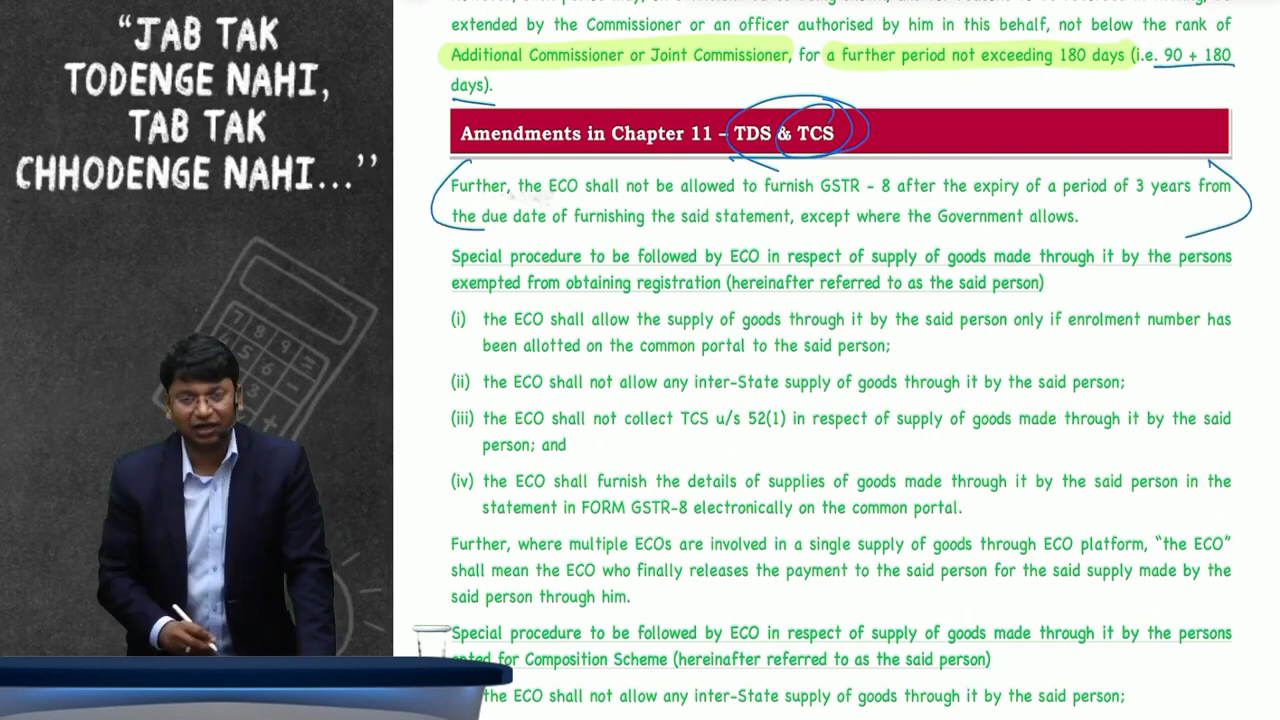 “JAB TAK
TODENGE NAHI,
TAB TAK
CHHODENGE NAHI...’’
extended by the Commissioner or an officer authorised by him in this behalf, not below the rank of
Additional Commissioner or Joint Commissioner, for a further period not exceeding 180 days (i.e. 90 + 180
days).
Amendments in Chapter 11 – TDS & TCS
Further, the ECO shall not be allowed to furnish GSTR – 8 after the expiry of a period of 3 years from
the due date of furnishing the said statement, except where the Government allows.
Special procedure to be followed by ECO in respect of supply of goods made through it by the persons
exempted from obtaining registration (hereinafter referred to as the said person)
(i) the ECO shall allow the supply of goods through it by the said person only if enrolment number has
been allotted on the common portal to the said person;
(ii) the ECO shall not allow any inter-State supply of goods through it by the said person;
(iii) the ECO shall not collect TCS u/s 52(1) in respect of supply of goods made through it by the said
person; and
(iv) the ECO shall furnish the details of supplies of goods made through it by the said person in the
statement in FORM GSTR-8 electronically on the common portal.
Further, where multiple ECOs are involved in a single supply of goods through ECO platform, “the ECO”
shall mean the ECO who finally releases the payment to the said person for the said supply made by the
said person through him.
Special procedure to be followed by ECO in respect of supply of goods made through it by the persons
for Composition Scheme (hereinafter referred to as the said person)
the ECO shall not allow any inter-State supply of goods through it by the said person;